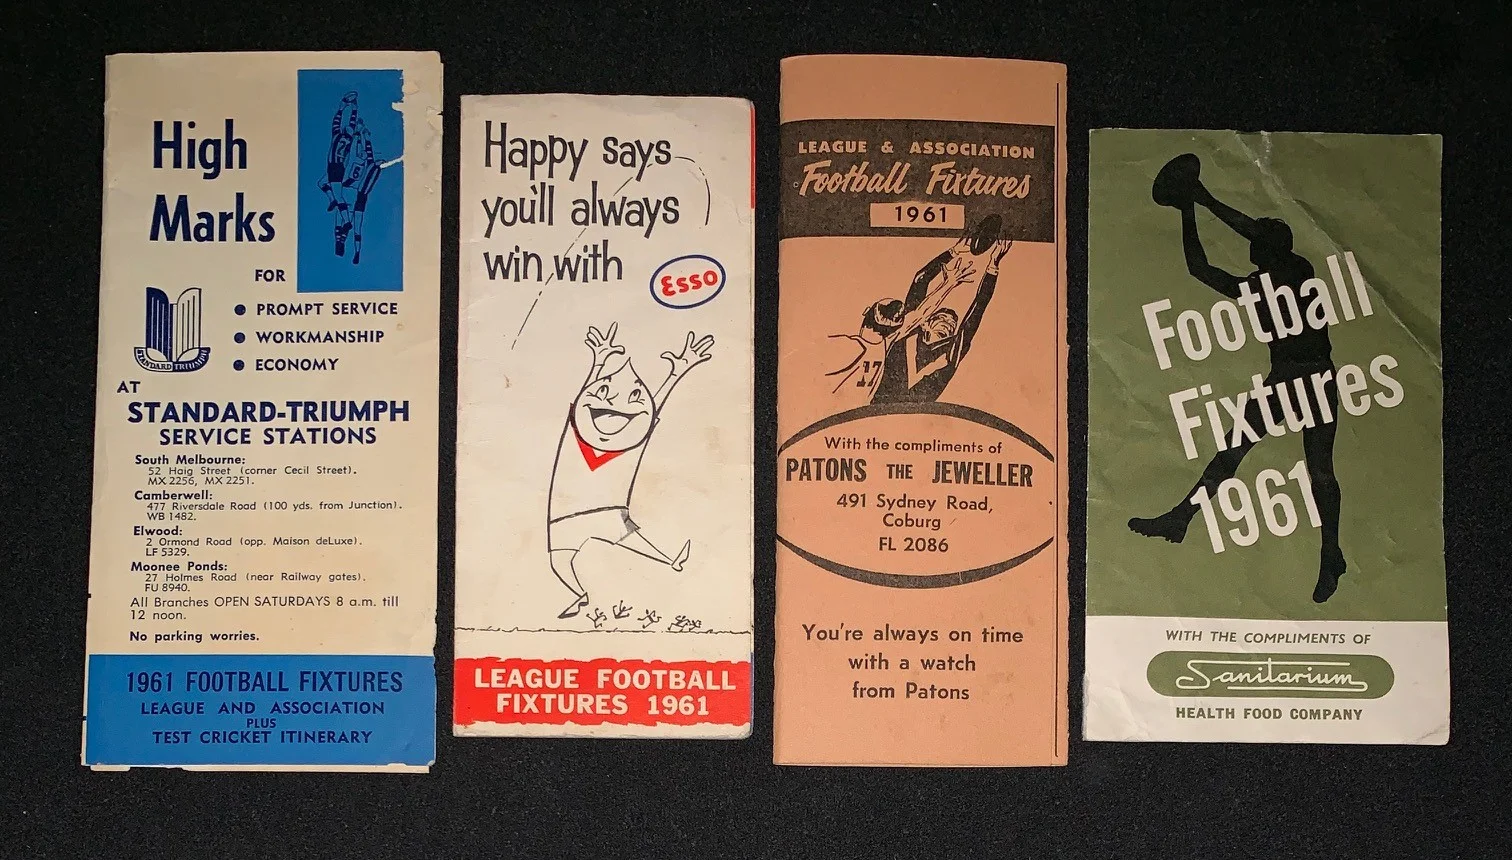 High
Marks
FOR
● PROMPT SERVICE
● WORKMANSHIP
● ECONOMY
STANDARD TRIUMPH
AT
STANDARD-TRIUMPH
SERVICE STATIONS
South Melbourne:
52 Haig Street (corner Cecil Street).
MX 2256, MX 2251.
Camberwell:
477 Riversdale Road (100 yds. from Junction).
WB 1482.
Elwood:
2 Ormond Road (opp. Maison deLuxe).
LF 5329.
Moonee Ponds:
27 Holmes Road (near Railway gates).
FU 8940.
All Branches OPEN SATURDAYS 8 a.m. till
12 noon.
No parking worries.
1961 FOOTBALL FIXTURES
LEAGUE AND ASSOCIATION
PLUS
TEST CRICKET ITINERARY
Happy says
you'll always
win with
Esso
LEAGUE FOOTBALL
FIXTURES 1961
LEAGUE & ASSOCIATION
Football Fixtures
1961
17
With the compliments of
PATONS THE JEWELLER
491 Sydney Road,
Coburg
FL 2086
You're always on time
with a watch
from Patons
Football
Fixtures
1961
WITH THE COMPLIMENTS OF
Sanitarium
HEALTH FOOD COMPANY